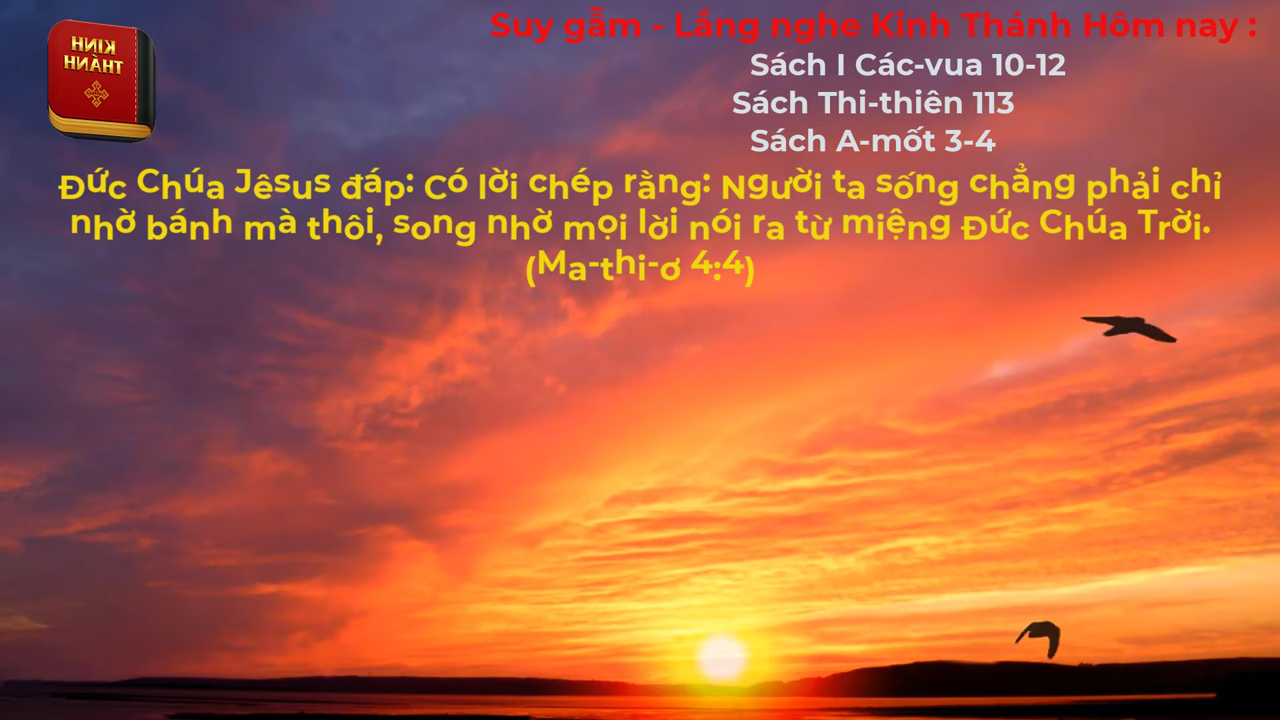 KINH
THÁNH
Suy gẫm - Lắng nghe Kinh Thánh Hôm nay :
Sách I Các-vua 10-12
Sách Thi-thiên 113
Sách A-mốt 3-4
Đức Chúa Jêsus đáp: Có lời chép rằng: Người ta sống chẳng phải chỉ
nhờ bánh mà thôi, song nhờ mọi lời nói ra từ miệng Đức Chúa Trời.
(Ma-thi-ơ 4:4)